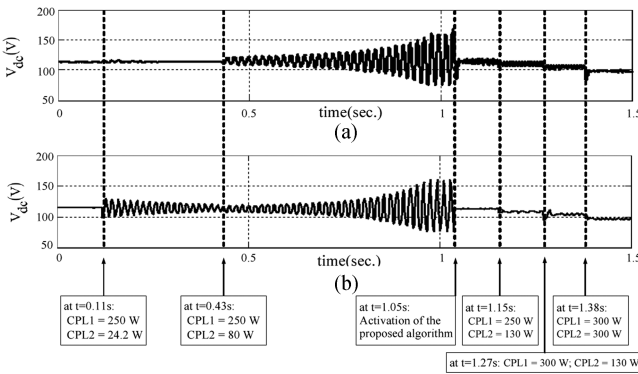 200
150
100
50
V_dc(V)
0
0.5
1
1.5
time(sec.)
(a)
200
150
100
50
V_dc(V)
0
0.5
1
1.5
time(sec.)
(b)
at t=0.11s:
CPL1 = 250 W
CPL2 = 24.2 W
at t=0.43s:
CPL1 = 250 W
CPL2 = 80 W
at t=1.05s:
Activation of the
proposed algorithm
at t=1.15s:
CPL1 = 250 W
CPL2 = 130 W
at t=1.38s:
CPL1 = 300 W
CPL2 = 300 W
at t=1.27s: CPL1 = 300 W; CPL2 = 130 W